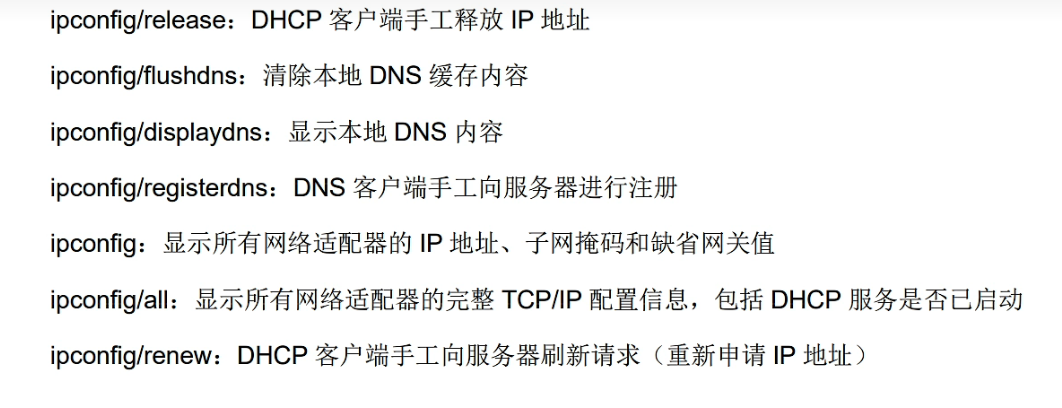 ipconfig/release：DHCP 客户端手工释放 IP 地址
ipconfig/flushdns：清除本地 DNS 缓存内容
ipconfig/displaydns：显示本地 DNS 内容
ipconfig/registerdns：DNS 客户端手工向服务器进行注册
ipconfig：显示所有网络适配器的 IP 地址、子网掩码和缺省网关值
ipconfig/all：显示所有网络适配器的完整 TCP/IP 配置信息，包括 DHCP 服务是否已启动
ipconfig/renew：DHCP 客户端手工向服务器刷新请求（重新申请 IP 地址）